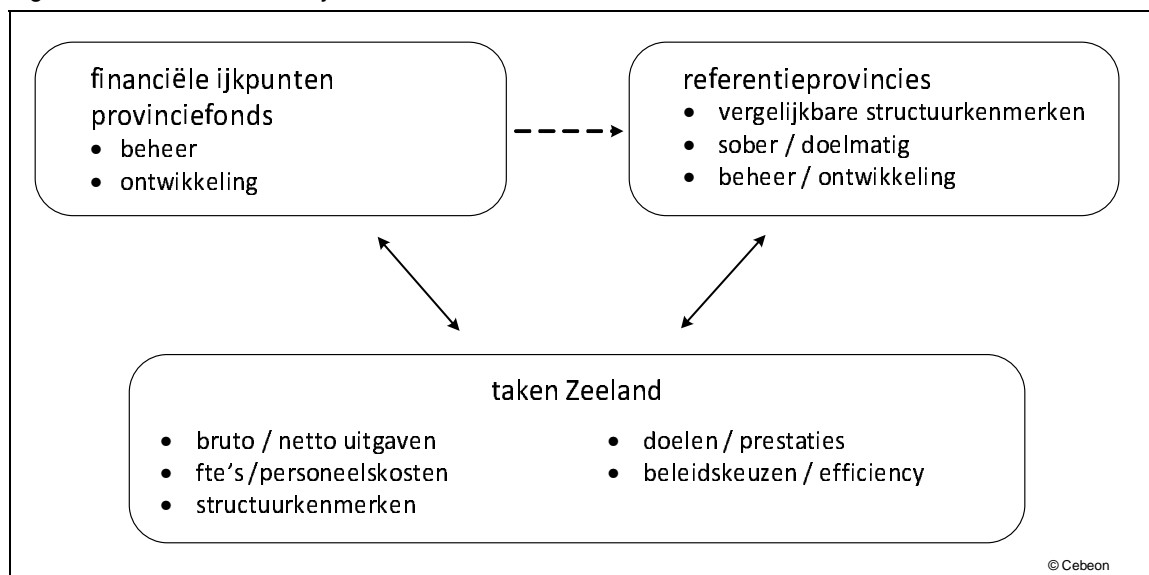 financiële ijkpunten
provinciefonds
• beheer
• ontwikkeling
referentieprovincies
• vergelijkbare structuurkenmerken
• sober / doelmatig
• beheer / ontwikkeling
taken Zeeland
• bruto / netto uitgaven
• fte's /personeelskosten
• structuurkenmerken
• doelen / prestaties
• beleidskeuzen / efficiency
© Cebeon